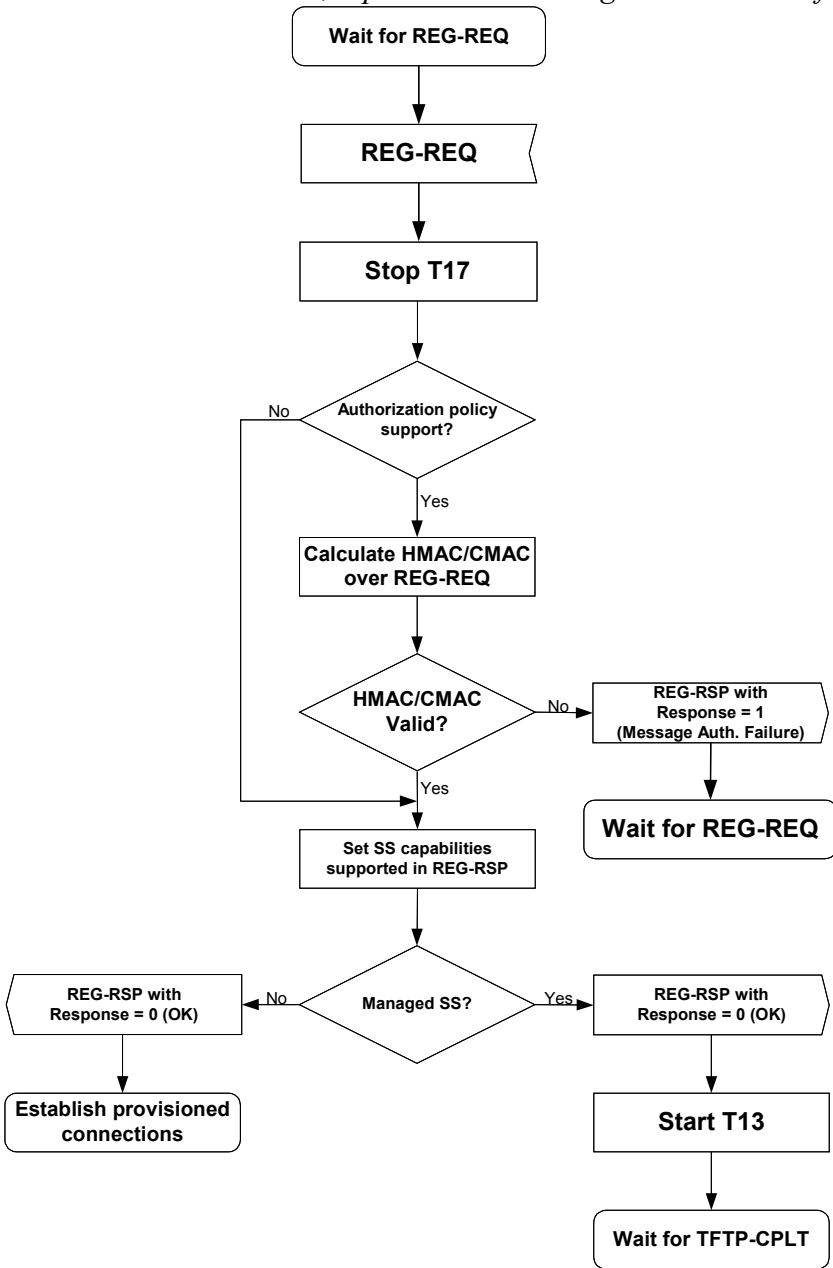 Wait for REG-REQ
REG-REQ
Stop T17
No
Authorization policy
support?
Yes
Calculate HMAC/CMAC
over REG-REQ
HMAC/CMAC
Valid?
No
REG-RSP with
Response = 1
(Message Auth. Failure)
Yes
Wait for REG-REQ
Set SS capabilities
supported in REG-RSP
REG-RSP with
Response = 0 (OK)
No
Managed SS?
Yes
REG-RSP with
Response = 0 (OK)
Establish provisioned
connections
Start T13
Wait for TFTP-CPLT